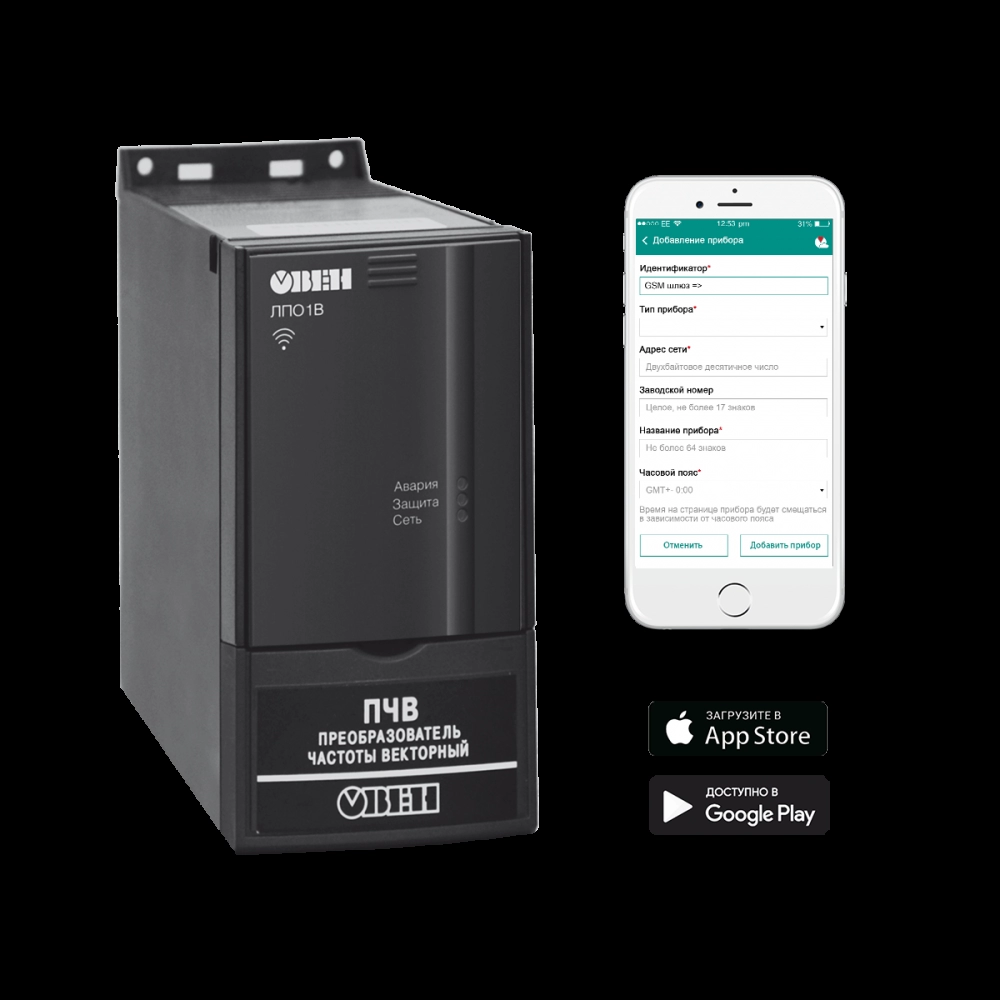 ОВЕН
ЛПО1В
Авария
Защита
Сеть
ПЧВ
ПРЕОБРАЗОВАТЕЛЬ
ЧАСТОТЫ ВЕКТОРНЫЙ
ОВЕН
EE
12:53 pm
31%
Добавление прибора
Идентификатор*
GSM шлюз =>
Тип прибора*
Адрес сети*
Двухбайтовое десятичное число
Заводской номер
Целое, не более 17 знаков
Название прибора*
Не более 64 знаков
Часовой пояс*
GMT+- 0:00
Время на странице прибора будет смещаться
в зависимости от часового пояса
Отменить
Добавить прибор
ЗАГРУЗИТЕ В
App Store
ДОСТУПНО В
Google Play